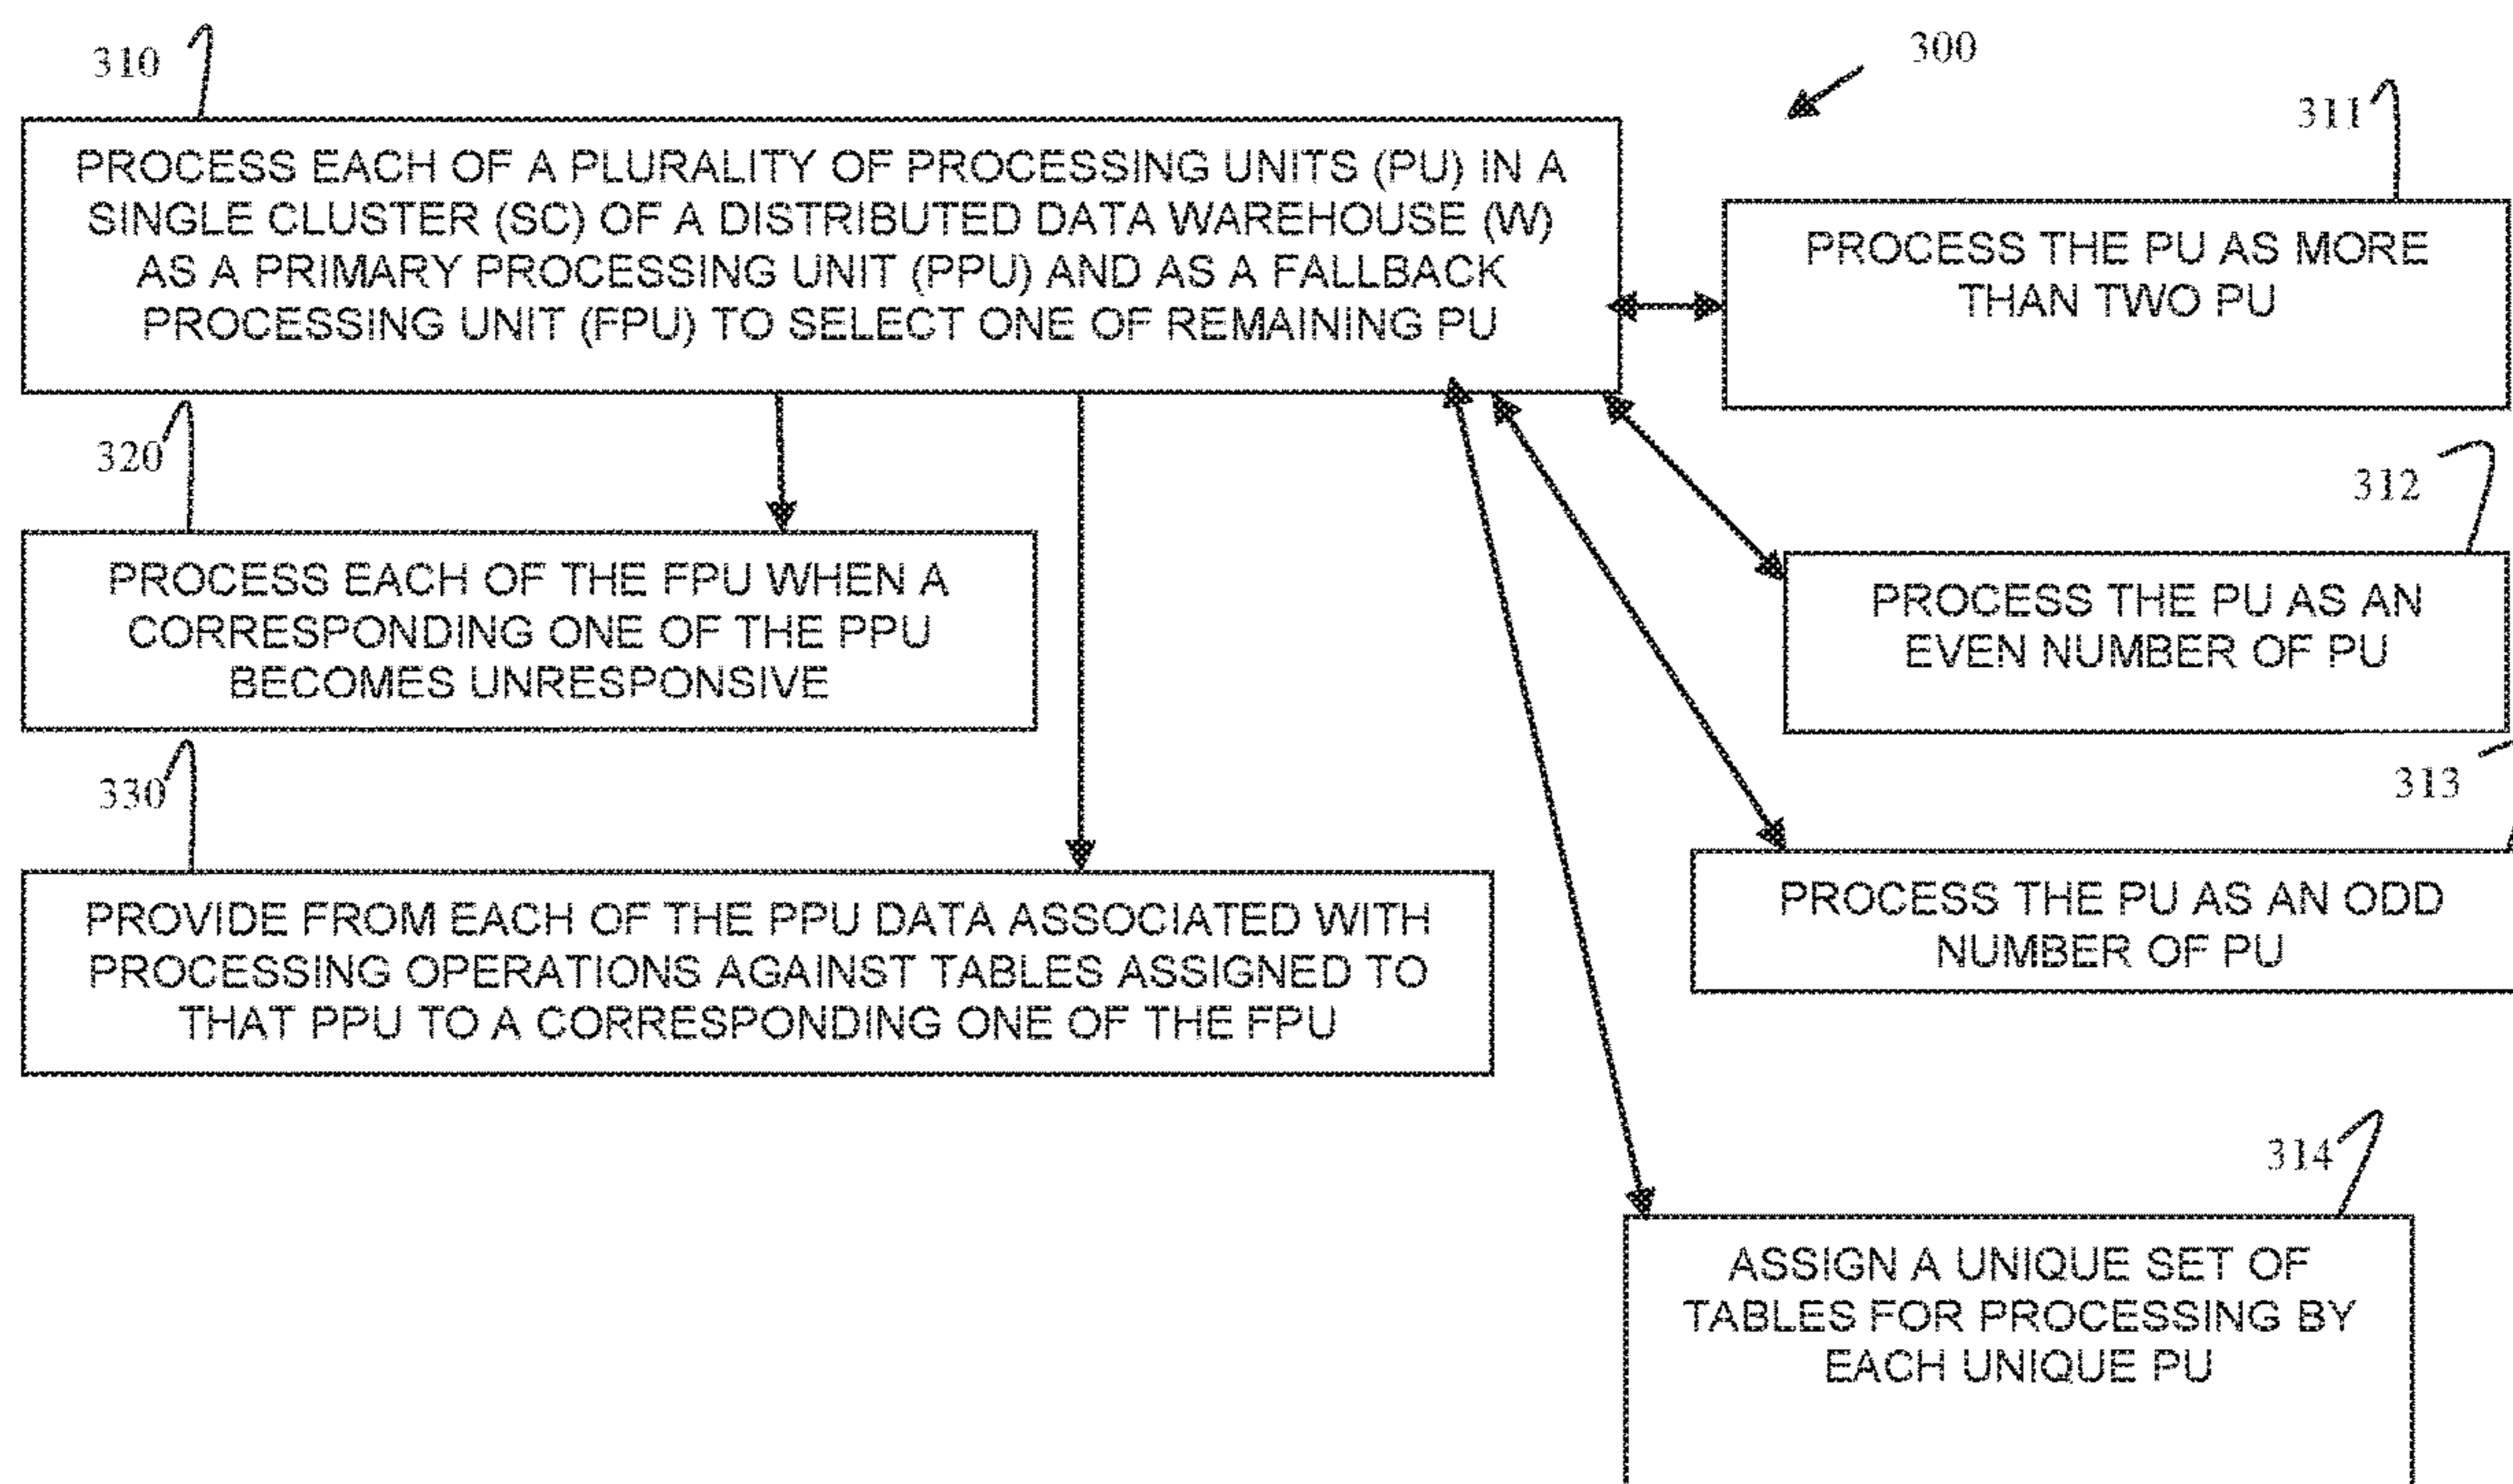 300
310
PROCESS EACH OF A PLURALITY OF PROCESSING UNITS (PU) IN A
SINGLE CLUSTER (SC) OF A DISTRIBUTED DATA WAREHOUSE (W)
AS A PRIMARY PROCESSING UNIT (PPU) AND AS A FALLBACK
PROCESSING UNIT (FPU) TO SELECT ONE OF REMAINING PU
311
PROCESS THE PU AS MORE
THAN TWO PU
320
PROCESS EACH OF THE FPU WHEN A
CORRESPONDING ONE OF THE PPU
BECOMES UNRESPONSIVE
312
PROCESS THE PU AS AN
EVEN NUMBER OF PU
330
PROVIDE FROM EACH OF THE PPU DATA ASSOCIATED WITH
PROCESSING OPERATIONS AGAINST TABLES ASSIGNED TO
THAT PPU TO A CORRESPONDING ONE OF THE FPU
313
PROCESS THE PU AS AN ODD
NUMBER OF PU
314
ASSIGN A UNIQUE SET OF
TABLES FOR PROCESSING BY
EACH UNIQUE PU